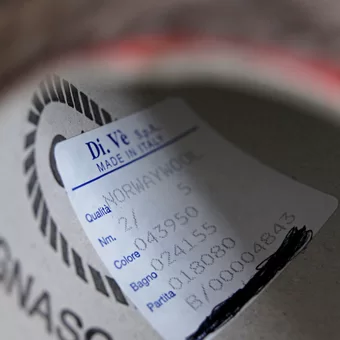 Di. Vè S.p.A.
MADE IN ITALY
Qualità NORWAYWOOL
Nm. 2/ 5
Colore 043950
Bagno 024155
Partita 018080
B/00004843
GNASC